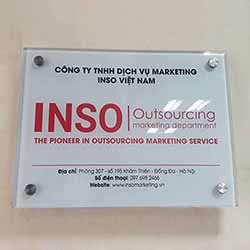 CÔNG TY TNHH DỊCH VỤ MARKETING
INSO VIỆT NAM
INSO
Outsourcing
marketing department
THE PIONEER IN OUTSOURCING MARKETING SERVICE
Địa chỉ: Phòng 307 - số 195 Khâm Thiên - Đống Đa - Hà Nội
Số điện thoại: 097 698 2466
Website: www.insomarketing.vn